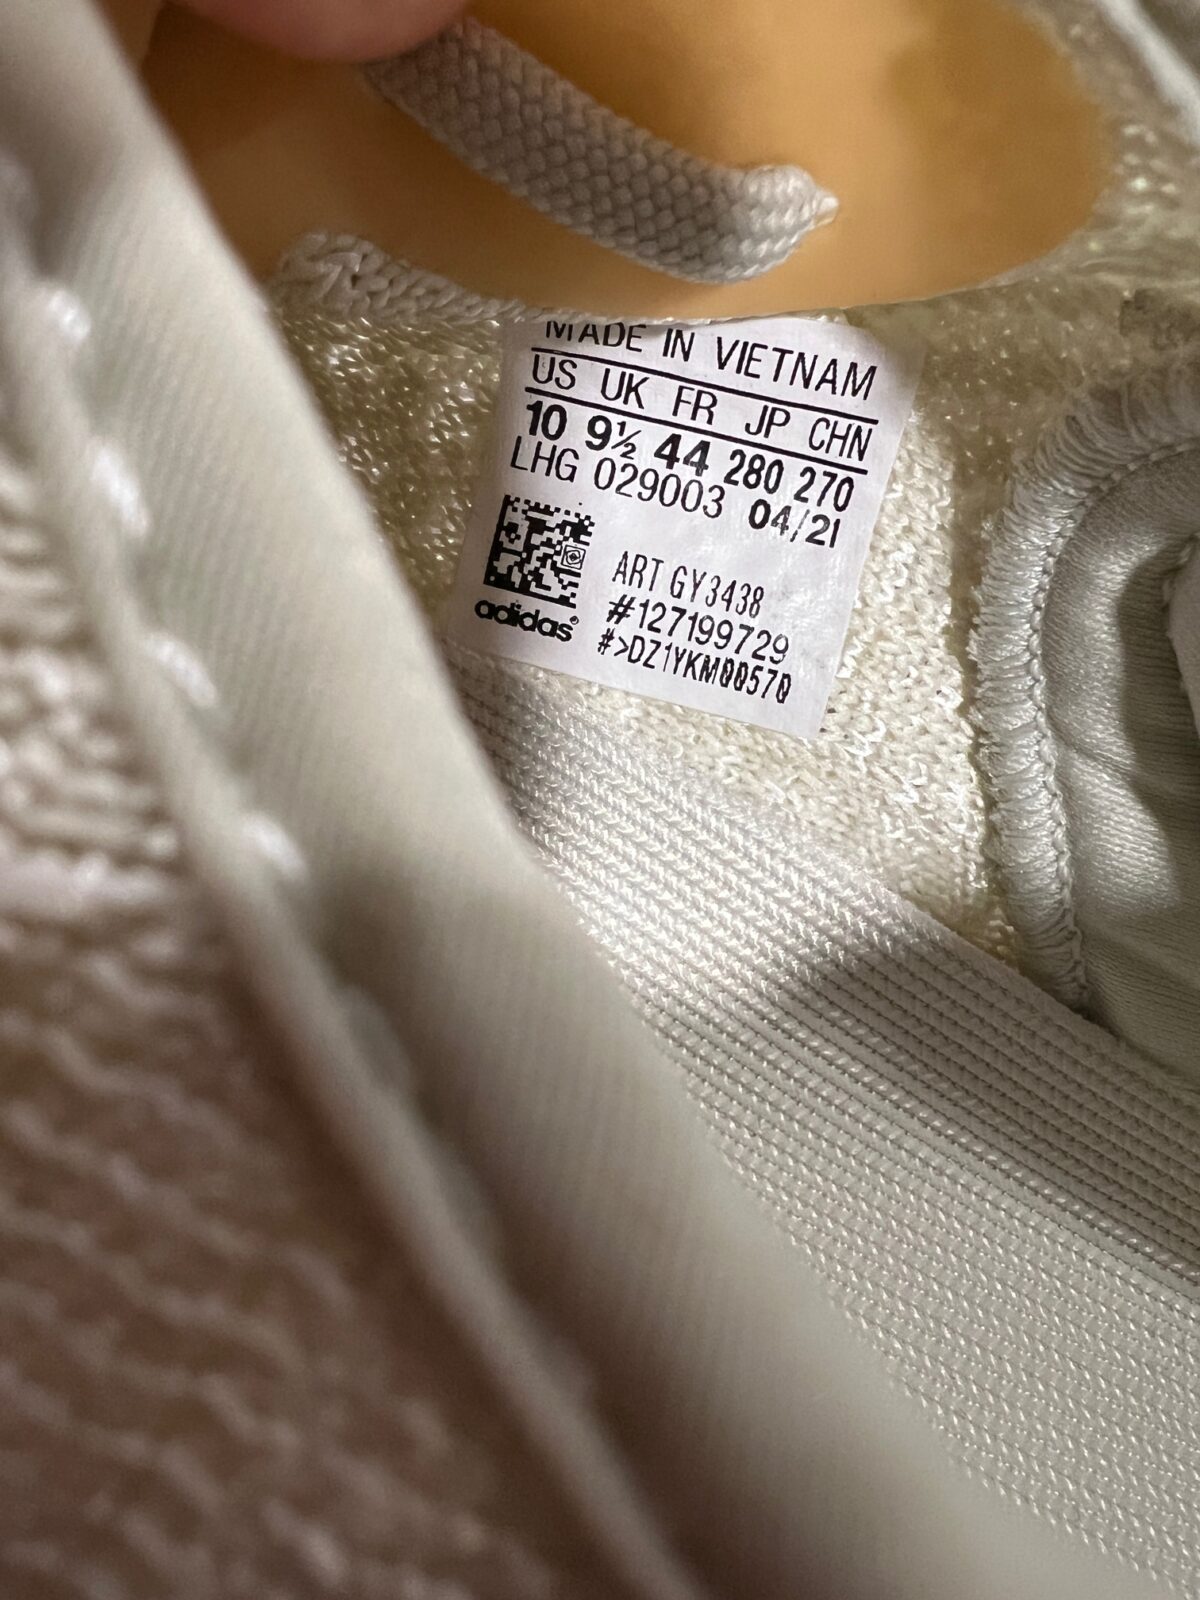 MADE IN VIETNAM
US UK FR JP CHN
10 9½ 44 280 270
LHG 029003 04/21
ART GY3438
#127199729
#>DZ1YKM00570
adidas®